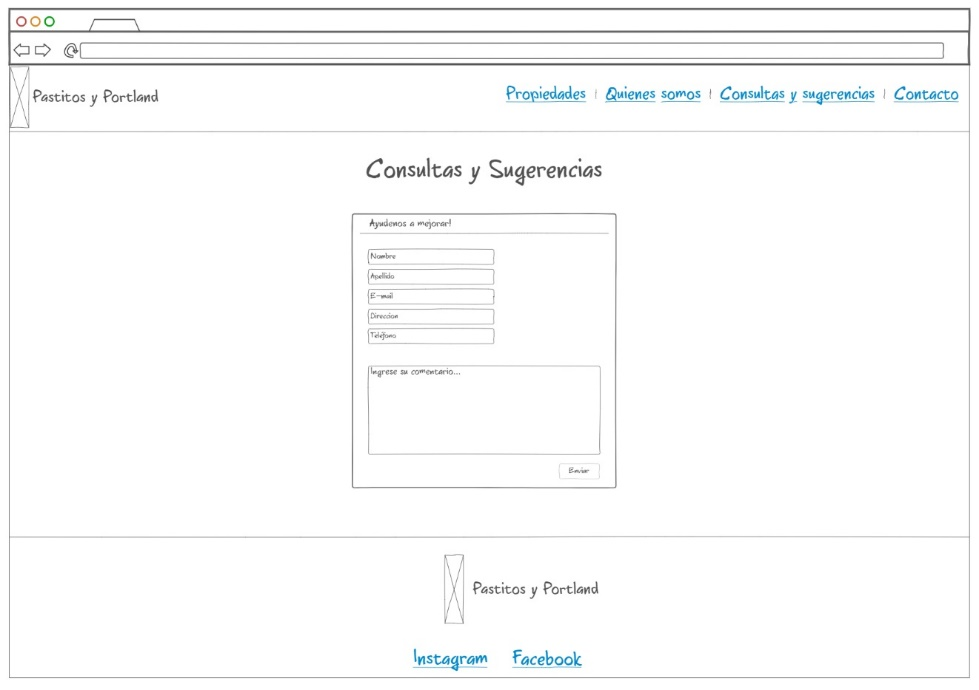 Pastitos y Portland
Propiedades | Quienes somos | Consultas y sugerencias | Contacto
Consultas y Sugerencias
Ayudenos a mejorar!
Nombre
Apellido
E-mail
Direccion
Teléfono
Ingrese su comentario...
Enviar
Pastitos y Portland
Instagram Facebook